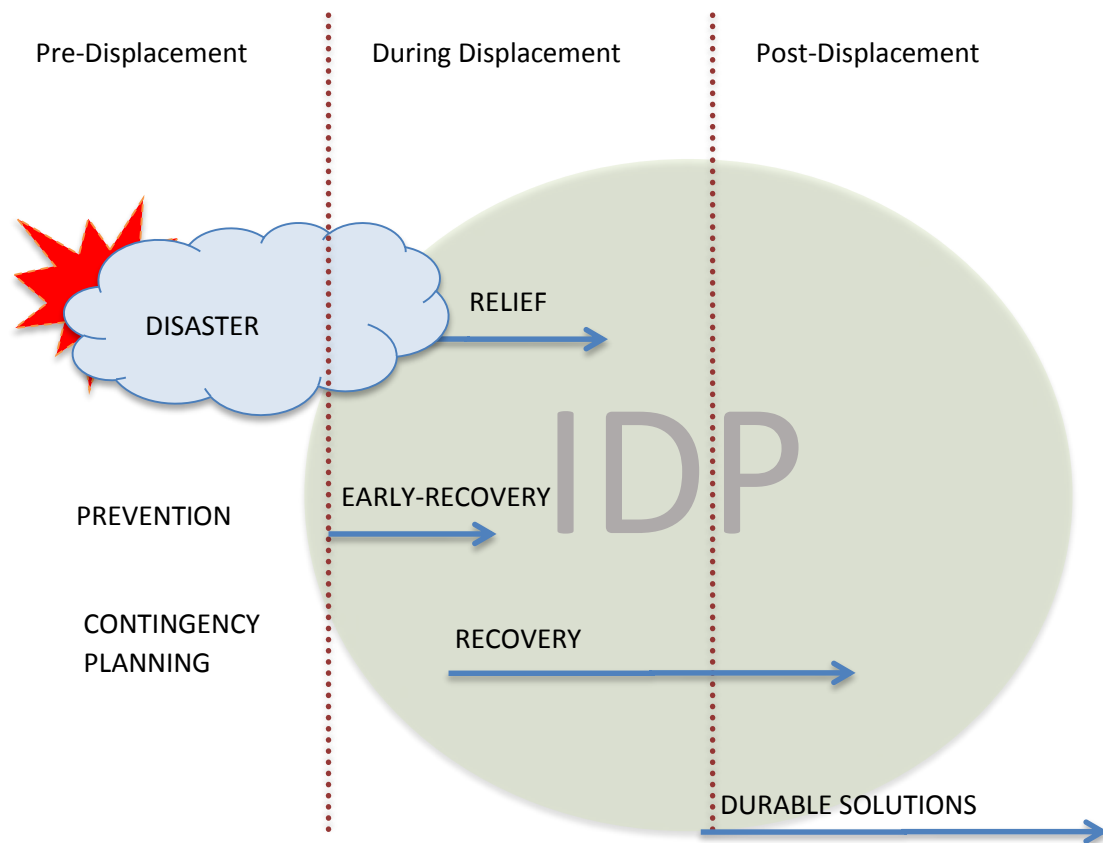 Pre-Displacement
During Displacement
Post-Displacement
RELIEF
DISASTER
IDP
EARLY-RECOVERY
PREVENTION
CONTINGENCY
PLANNING
RECOVERY
DURABLE SOLUTIONS